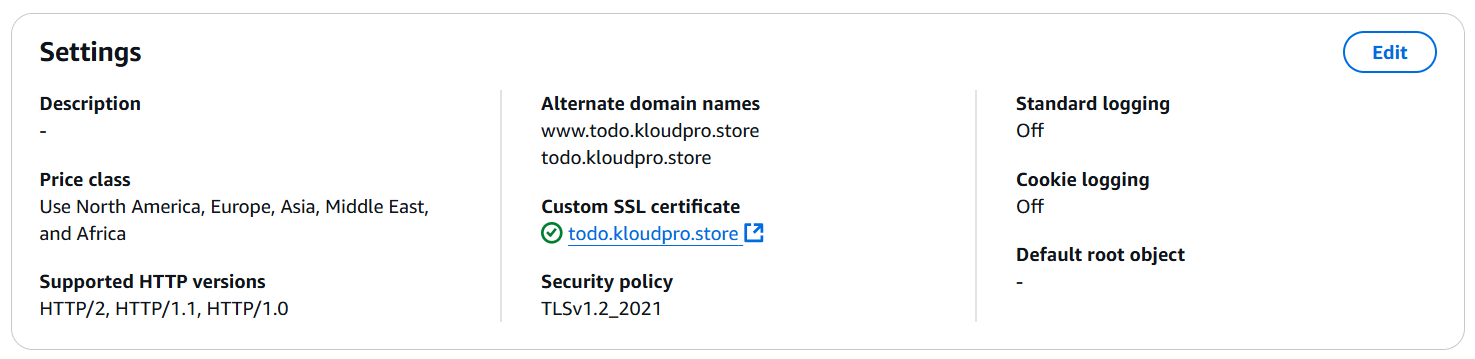 Settings
Edit
Description
-
Price class
Use North America, Europe, Asia, Middle East,
and Africa
Supported HTTP versions
HTTP/2, HTTP/1.1, HTTP/1.0
Alternate domain names
www.todo.kloudpro.store
todo.kloudpro.store
Custom SSL certificate
todo.kloudpro.store
Security policy
TLSv1.2_2021
Standard logging
Off
Cookie logging
Off
Default root object
-